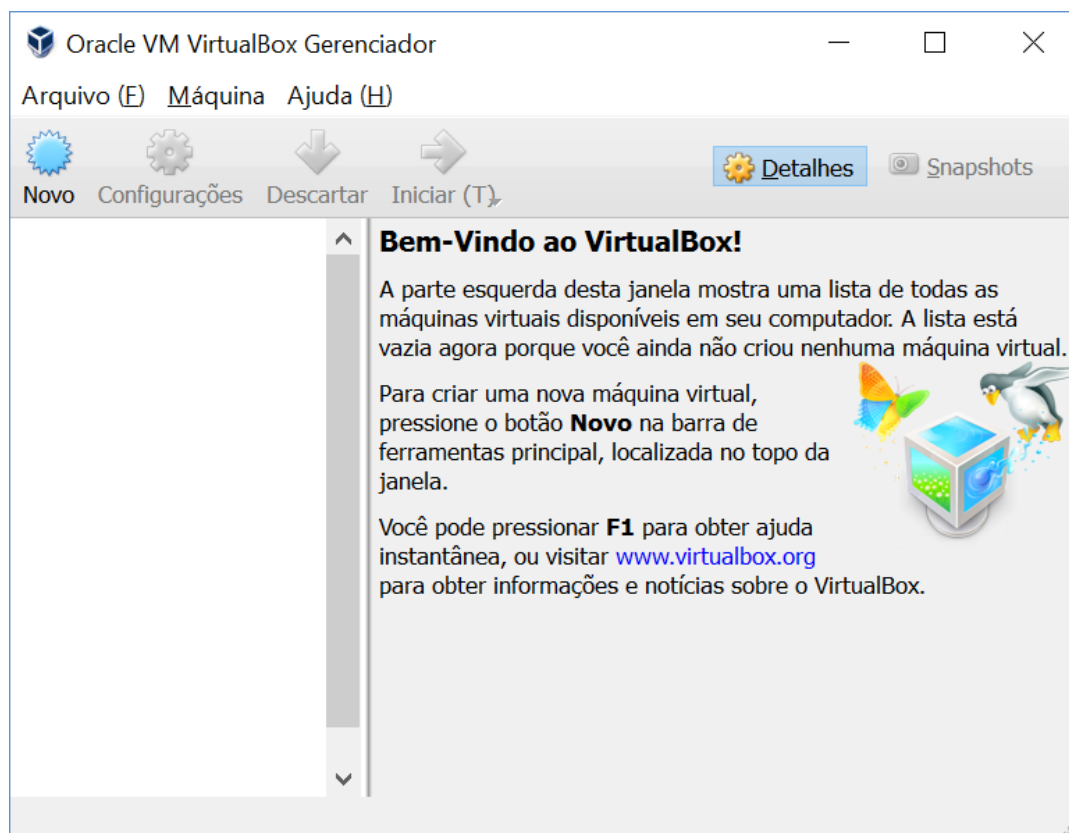 Oracle VM VirtualBox Gerenciador
Arquivo (F) Máquina Ajuda (H)
Novo Configurações Descartar Iniciar (T) Detalhes Snapshots
Bem-Vindo ao VirtualBox!
A parte esquerda desta janela mostra uma lista de todas as
máquinas virtuais disponíveis em seu computador. A lista está
vazia agora porque você ainda não criou nenhuma máquina virtual.
Para criar uma nova máquina virtual,
pressione o botão Novo na barra de
ferramentas principal, localizada no topo da
janela.
Você pode pressionar F1 para obter ajuda
instantânea, ou visitar www.virtualbox.org
para obter informações e notícias sobre o VirtualBox.